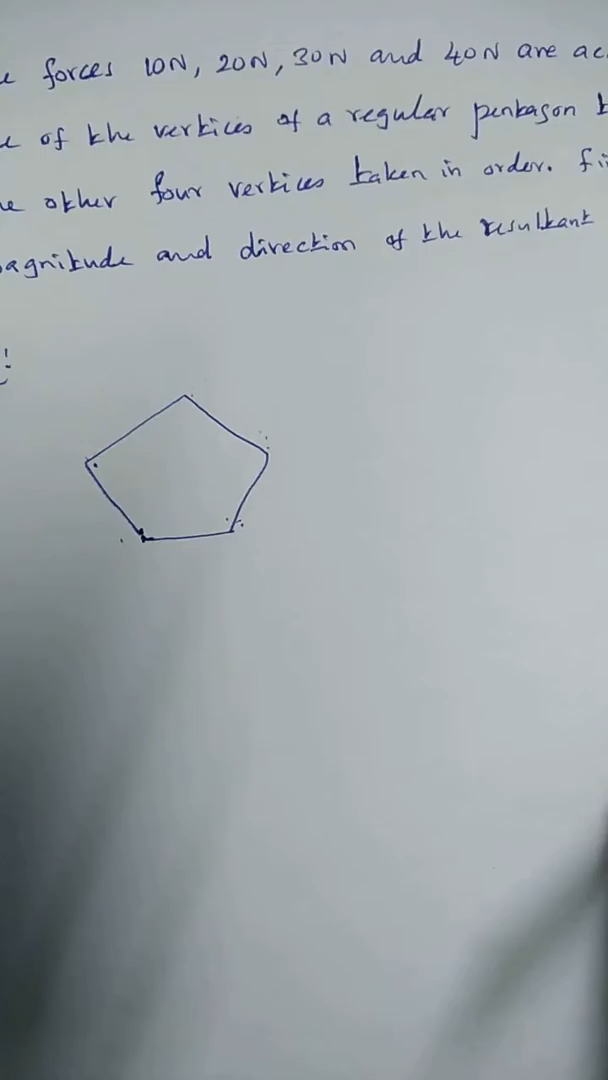 forces 10N, 20N, 30N and 40N are ac
of the vertices of a regular pentagon
other four vertices taken in order. Fi
agnitude and direction of the resultant